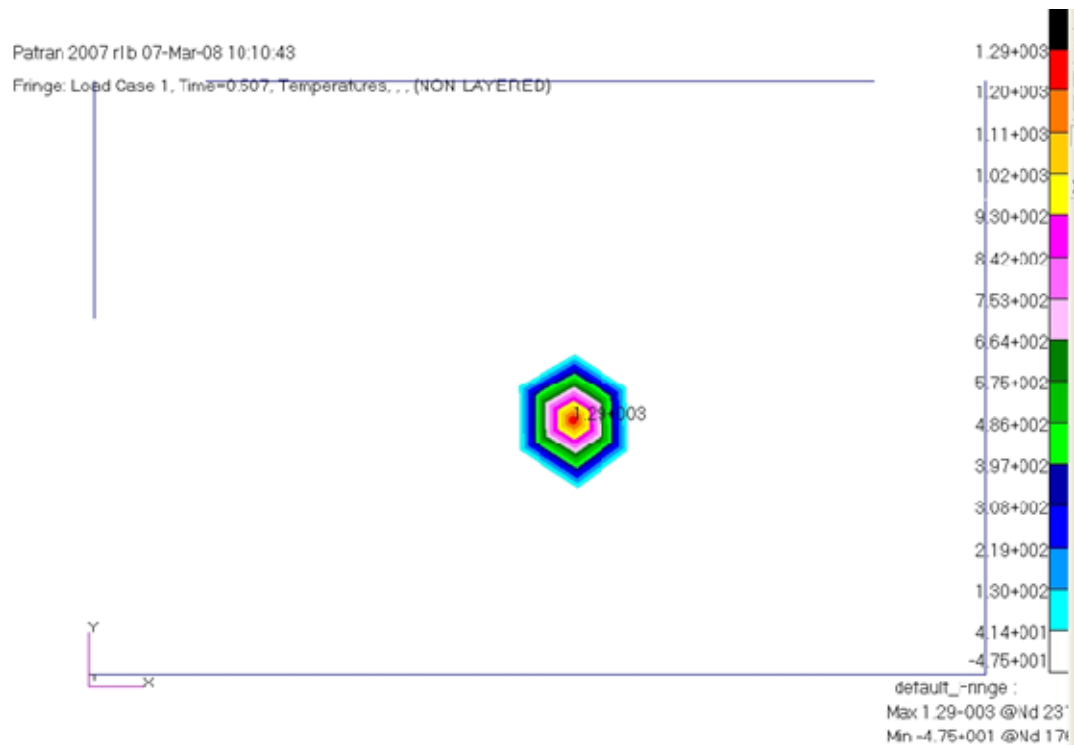 Patran 2007 r1b 07-Mar-08 10:10:43
Fringe: Load Case 1, Time=0.507, Temperatures, , , (NON-LAYERED)
1.29+003
1.20+003
1.11+003
1.02+003
9.30+002
8.42+002
7.53+002
6.64+002
5.75+002
4.86+002
3.97+002
3.08+002
2.19+002
1.30+002
4.14+001
-4.75+001
1.29+003
Y
X
default_Fringe :
Max 1.29+003 @Nd 23
Min -4.75+001 @Nd 17